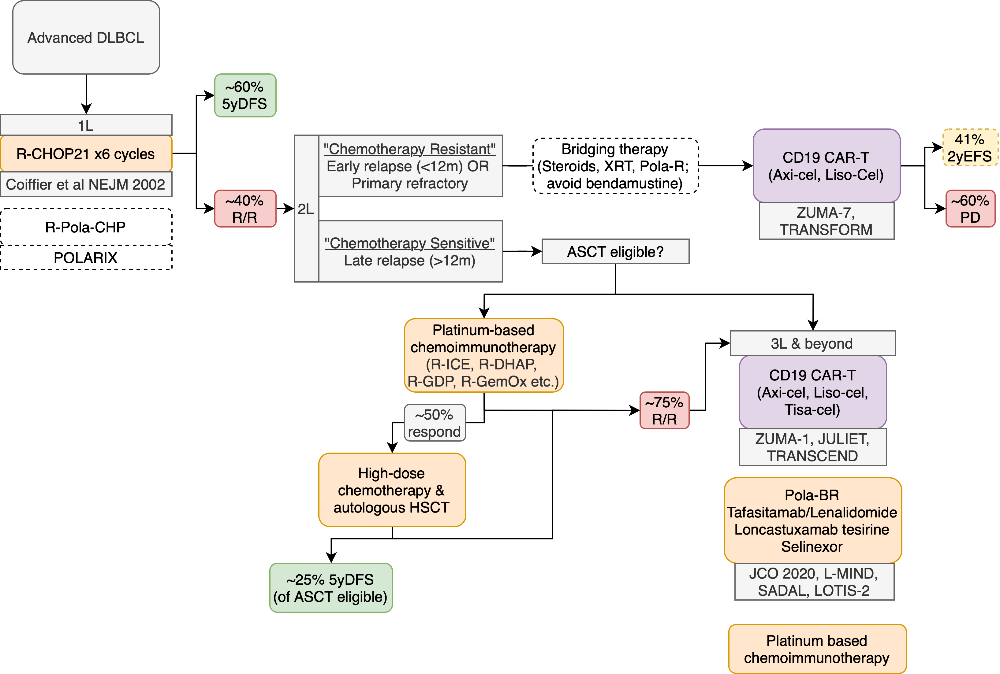 Advanced DLBCL
1L
R-CHOP21 x6 cycles
Coiffier et al NEJM 2002
R-Pola-CHP
POLARIX
~60%
5yDFS
~40%
R/R
2L
"Chemotherapy Resistant"
Early relapse (<12m) OR
Primary refractory
"Chemotherapy Sensitive"
Late relapse (>12m)
Bridging therapy
(Steroids, XRT, Pola-R;
avoid bendamustine)
CD19 CAR-T
(Axi-cel, Liso-Cel)
ZUMA-7,
TRANSFORM
41%
2yEFS
~60%
PD
ASCT eligible?
Platinum-based
chemoimmunotherapy
(R-ICE, R-DHAP,
R-GDP, R-GemOx etc.)
~50%
respond
High-dose
chemotherapy &
autologous HSCT
~25% 5yDFS
(of ASCT eligible)
~75%
R/R
3L & beyond
CD19 CAR-T
(Axi-cel, Liso-cel,
Tisa-cel)
ZUMA-1, JULIET,
TRANSCEND
Pola-BR
Tafasitamab/Lenalidomide
Loncastuxamab tesirine
Selinexor
JCO 2020, L-MIND,
SADAL, LOTIS-2
Platinum based
chemoimmunotherapy